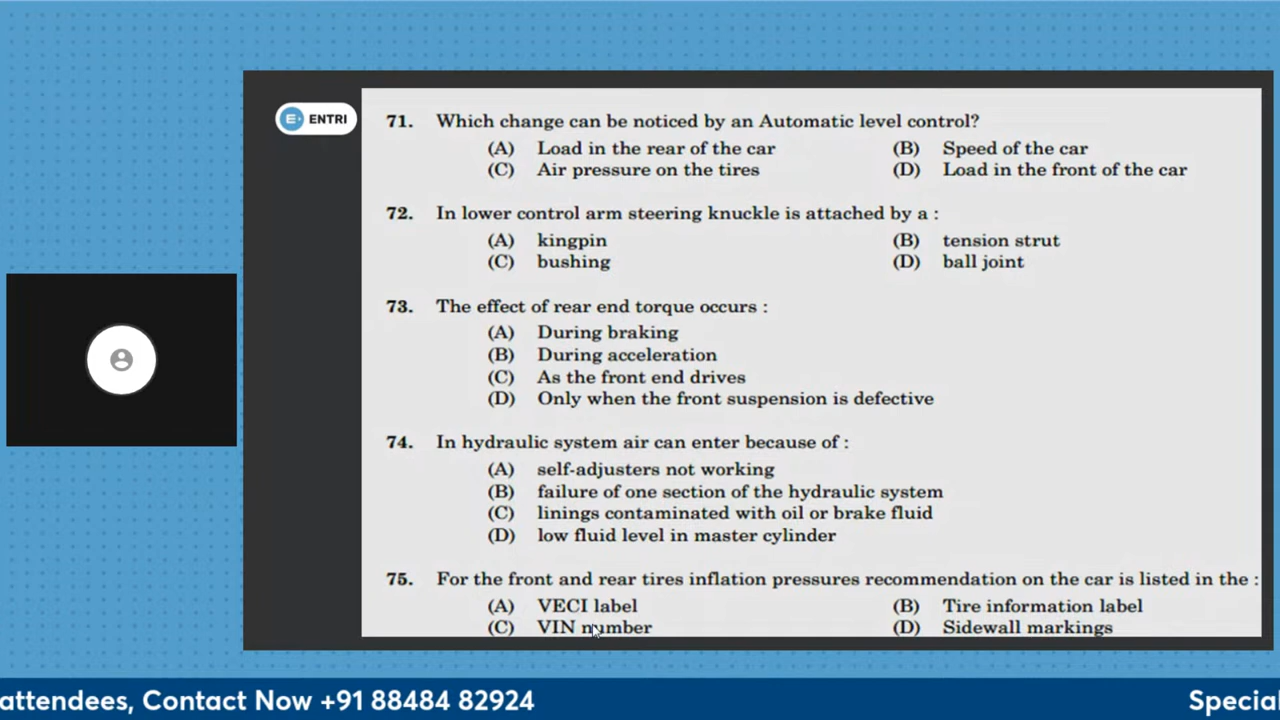 ENTRI
71. Which change can be noticed by an Automatic level control?
(A) Load in the rear of the car (B) Speed of the car
(C) Air pressure on the tires (D) Load in the front of the car
72. In lower control arm steering knuckle is attached by a :
(A) kingpin (B) tension strut
(C) bushing (D) ball joint
73. The effect of rear end torque occurs :
(A) During braking
(B) During acceleration
(C) As the front end drives
(D) Only when the front suspension is defective
74. In hydraulic system air can enter because of :
(A) self-adjusters not working
(B) failure of one section of the hydraulic system
(C) linings contaminated with oil or brake fluid
(D) low fluid level in master cylinder
75. For the front and rear tires inflation pressures recommendation on the car is listed in the :
(A) VECI label (B) Tire information label
(C) VIN number (D) Sidewall markings
attendees, Contact Now +91 88484 82924 Special